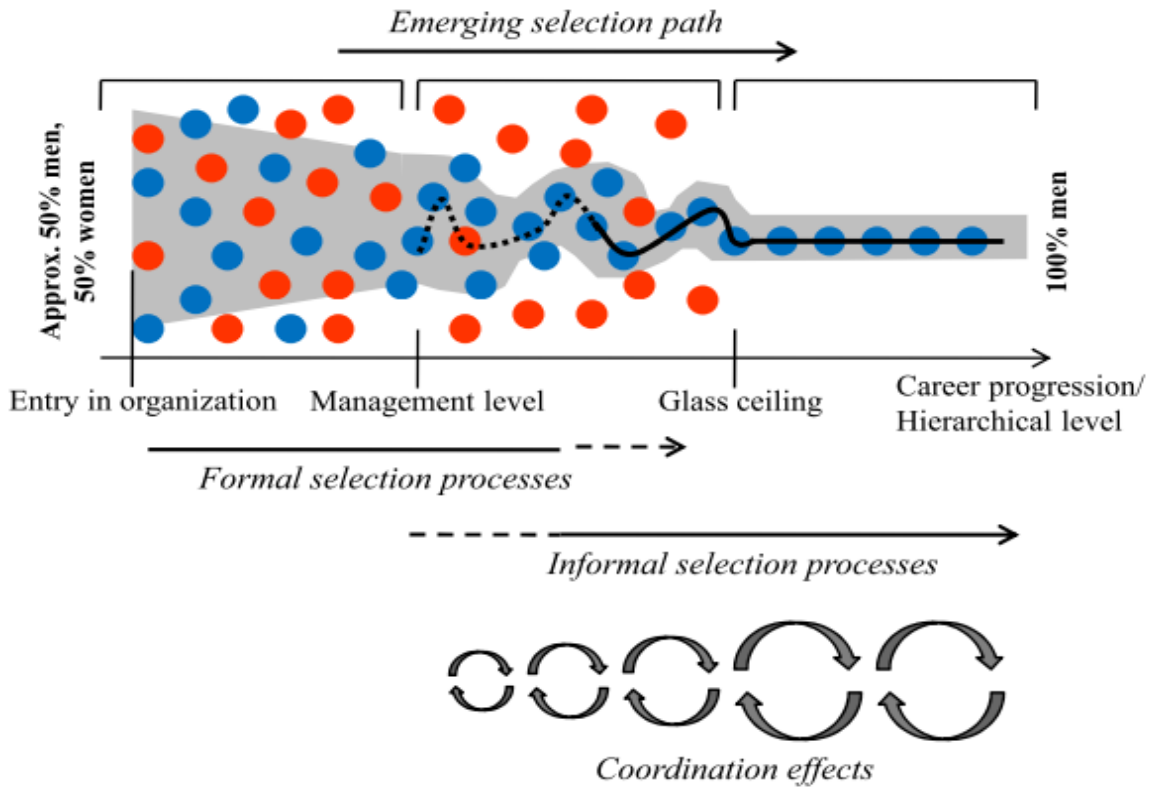 Emerging selection path
Approx. 50% men,
50% women
100% men
Entry in organization
Management level
Glass ceiling
Career progression/
Hierarchical level
Formal selection processes
Informal selection processes
Coordination effects